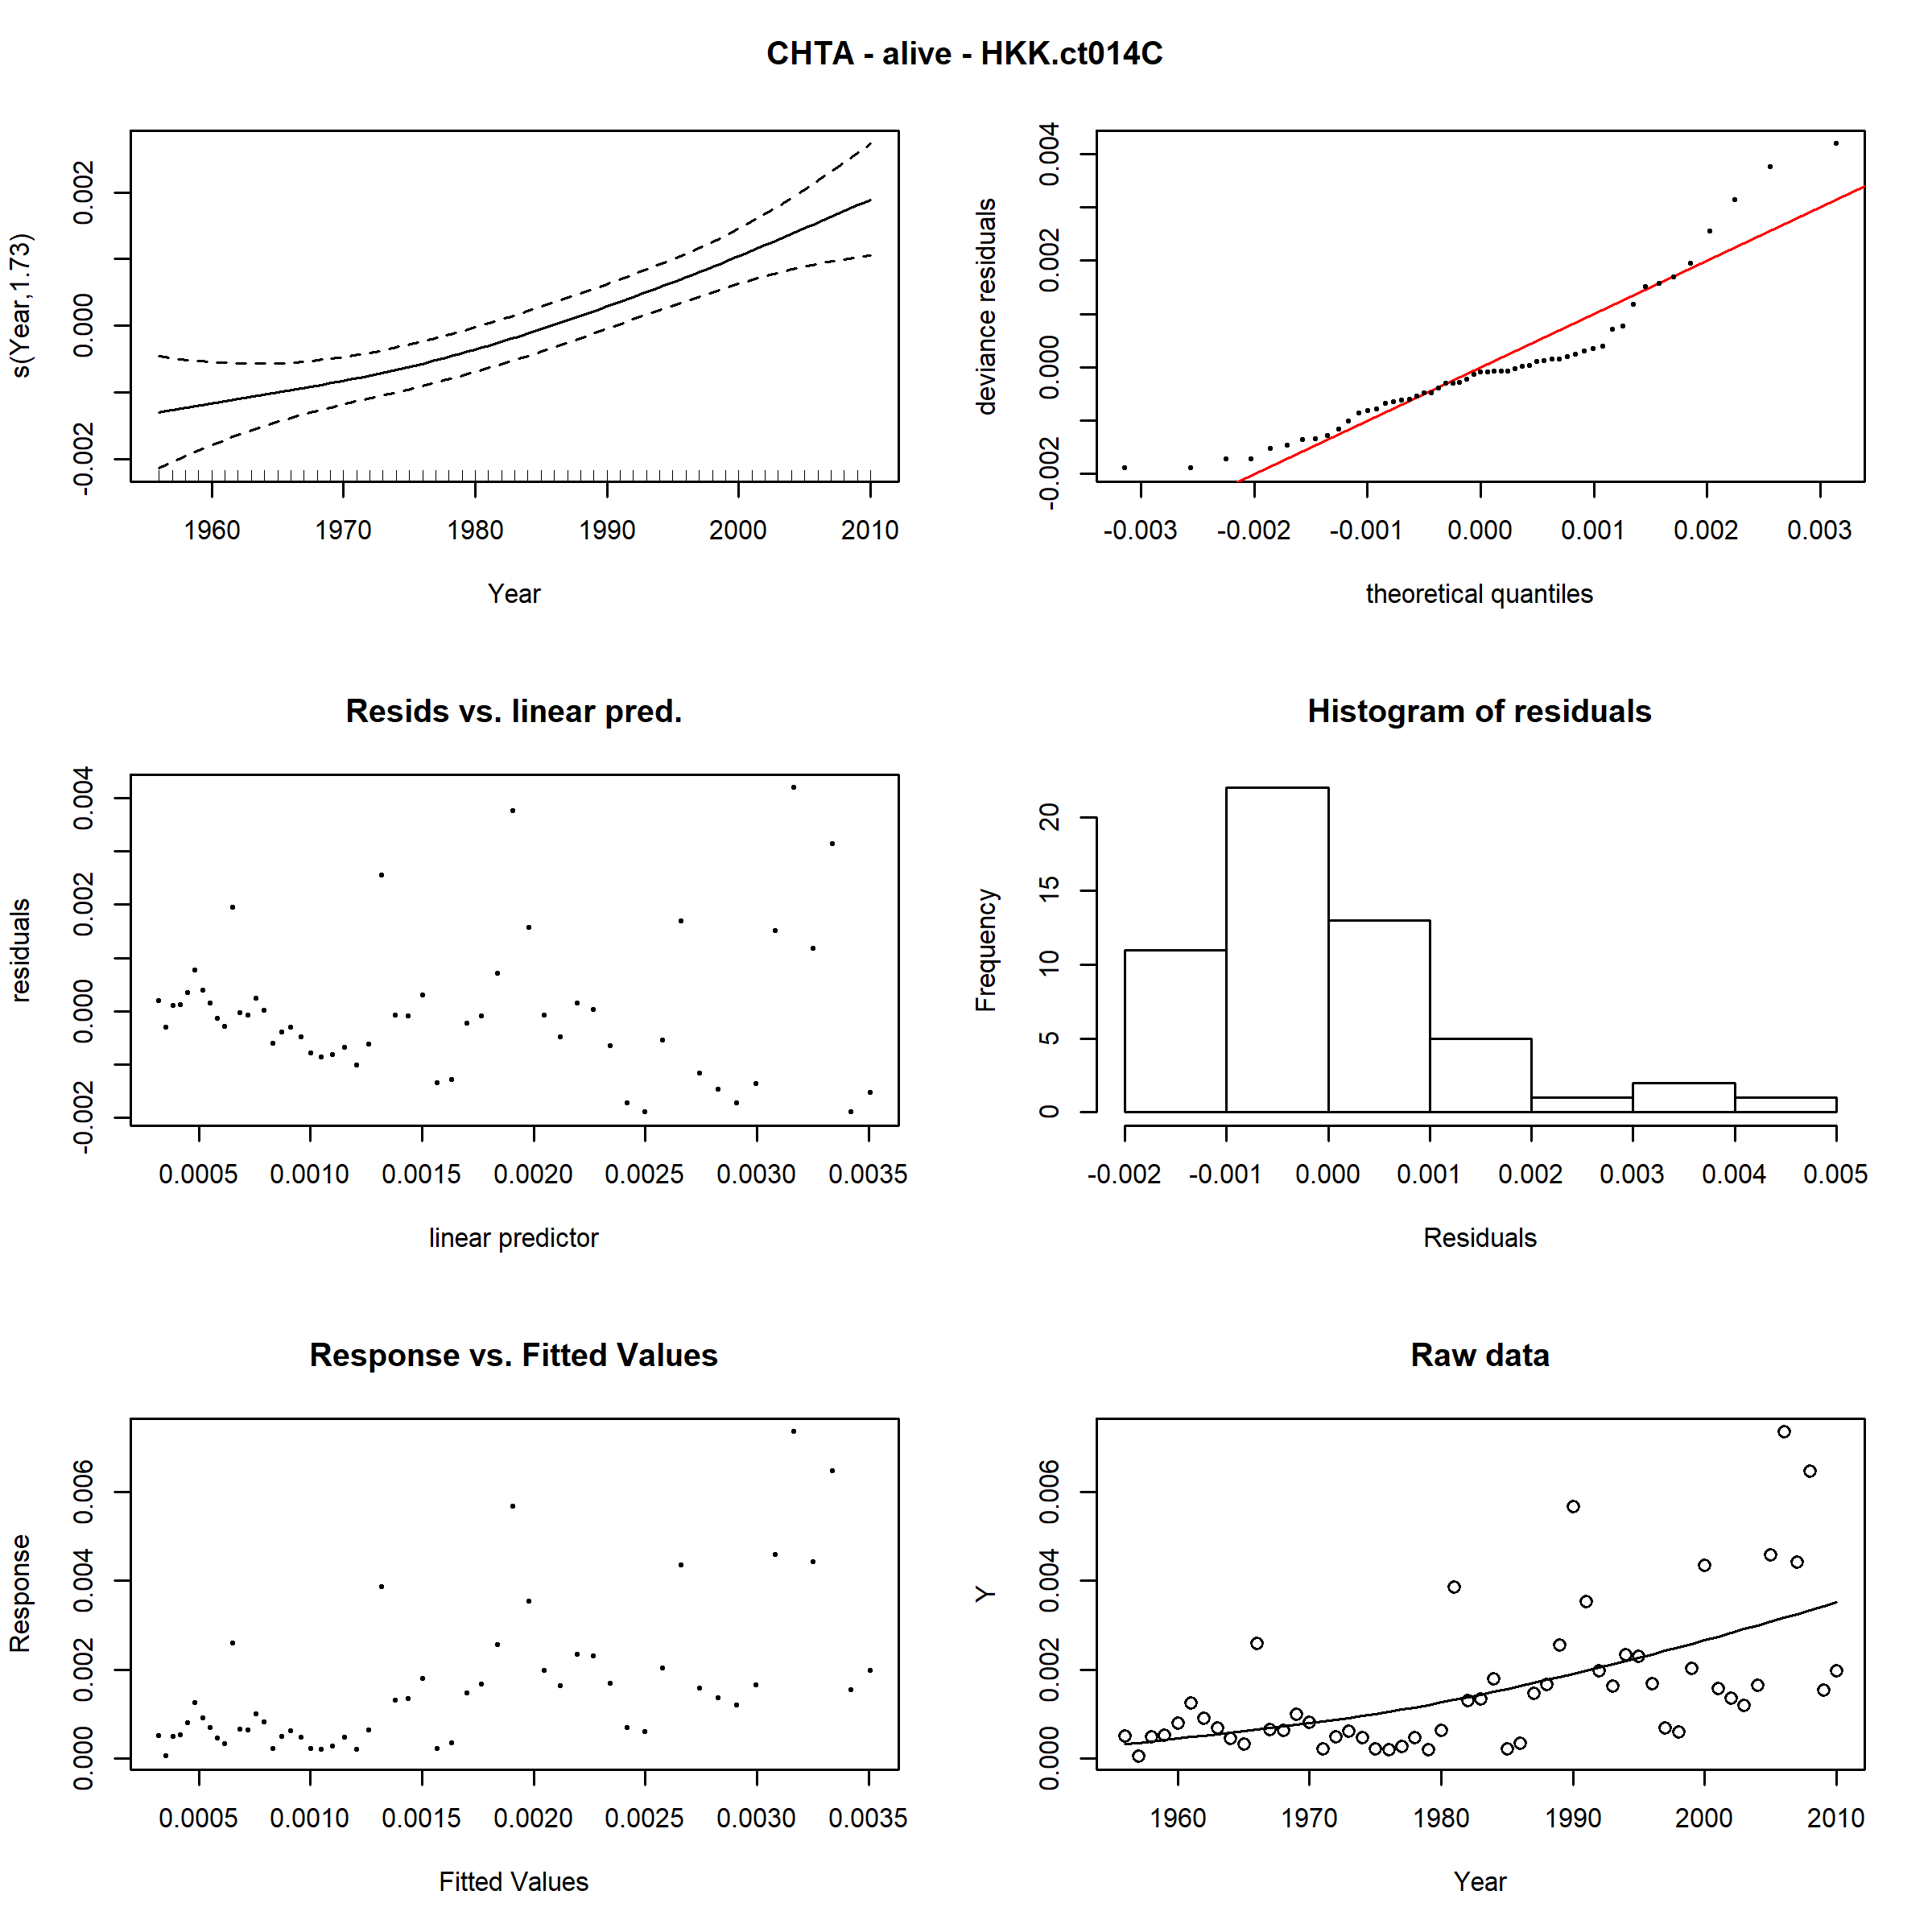 CHTA - alive - HKK.ct014C
s(Year,1.73)
-0.002 0.000 0.002
1960 1970 1980 1990 2000 2010
Year
deviance residuals
-0.002 0.000 0.002 0.004
-0.003 -0.002 -0.001 0.000 0.001 0.002 0.003
theoretical quantiles
Resids vs. linear pred.
residuals
-0.002 0.000 0.002 0.004
0.0005 0.0010 0.0015 0.0020 0.0025 0.0030 0.0035
linear predictor
Histogram of residuals
Frequency
0 5 10 15 20
-0.002 -0.001 0.000 0.001 0.002 0.003 0.004 0.005
Residuals
Response vs. Fitted Values
Response
0.000 0.002 0.004 0.006
0.0005 0.0010 0.0015 0.0020 0.0025 0.0030 0.0035
Fitted Values
Raw data
Y
0.000 0.002 0.004 0.006
1960 1970 1980 1990 2000 2010
Year